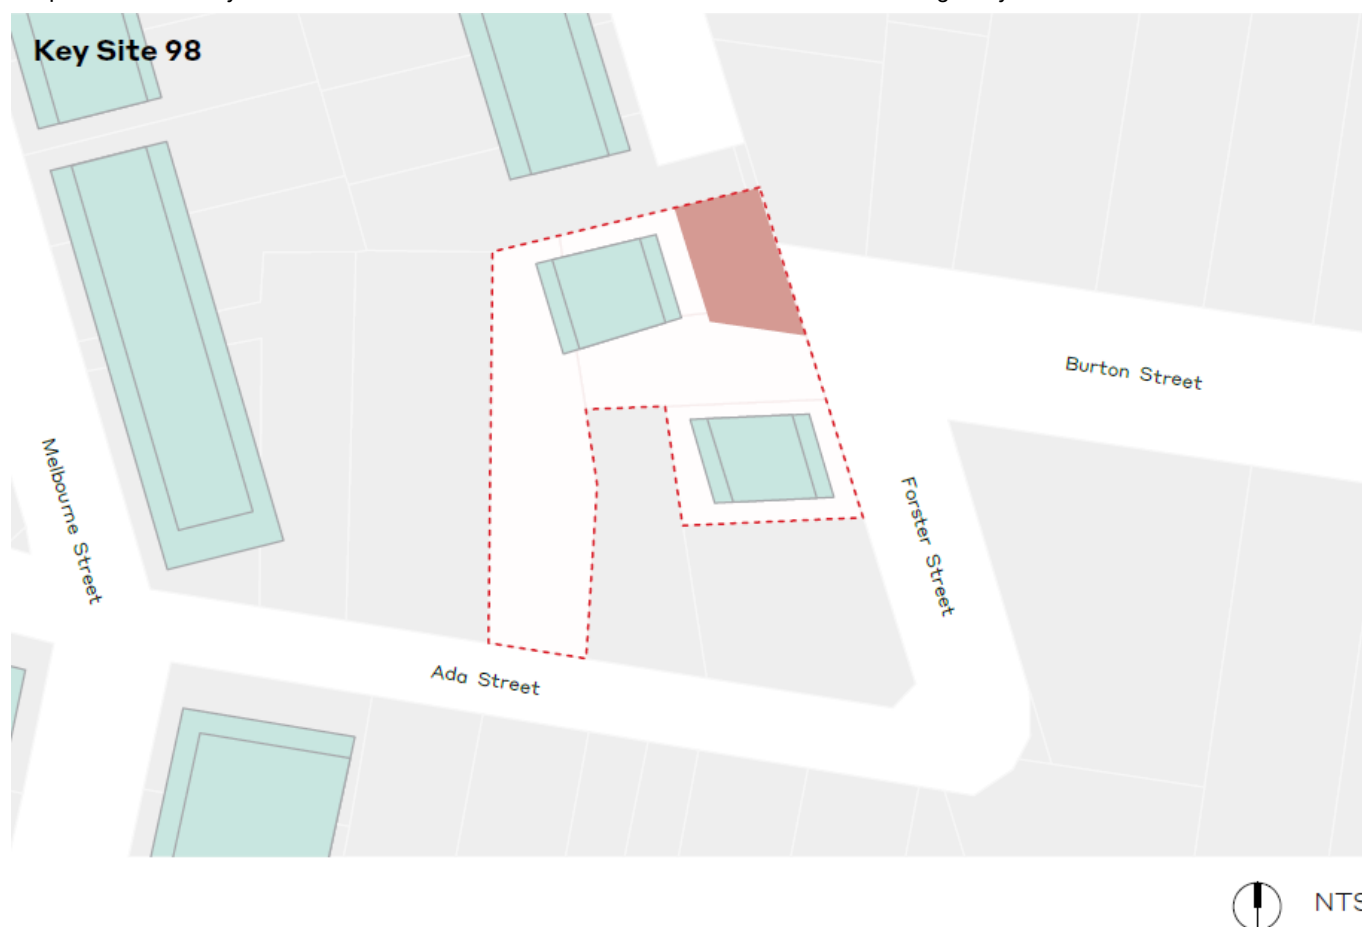 Key Site 98
Burton Street
Melbourne Street
Forster Street
Ada Street
NTS